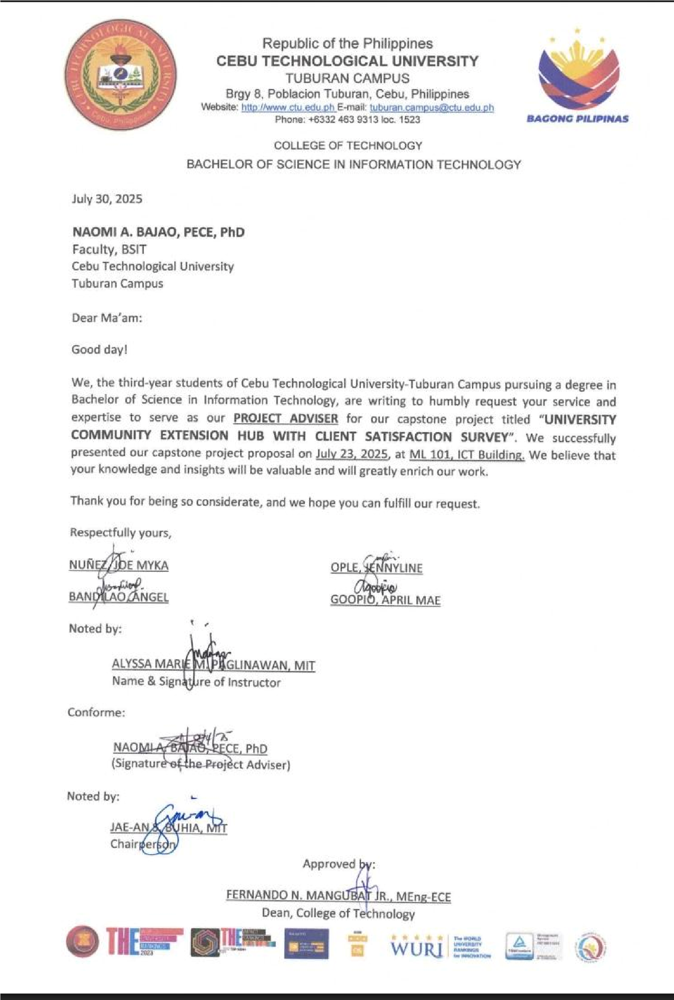 CEBU TECHNOLOGICAL UNIVERSITY
Cebu, Philippines
Republic of the Philippines
CEBU TECHNOLOGICAL UNIVERSITY
TUBURAN CAMPUS
Brgy 8, Poblacion Tuburan, Cebu, Philippines
Website: http://www.ctu.edu.ph E-mail: tuburan.campus@ctu.edu.ph
Phone: +6332 463 9313 loc. 1523
BAGONG PILIPINAS
COLLEGE OF TECHNOLOGY
BACHELOR OF SCIENCE IN INFORMATION TECHNOLOGY
July 30, 2025
NAOMI A. BAJAO, PECE, PhD
Faculty, BSIT
Cebu Technological University
Tuburan Campus
Dear Ma’am:
Good day!
We, the third-year students of Cebu Technological University-Tuburan Campus pursuing a degree in
Bachelor of Science in Information Technology, are writing to humbly request your service and
expertise to serve as our PROJECT ADVISER for our capstone project titled “UNIVERSITY
COMMUNITY EXTENSION HUB WITH CLIENT SATISFACTION SURVEY”. We successfully
presented our capstone project proposal on July 23, 2025, at ML 101, ICT Building. We believe that
your knowledge and insights will be valuable and will greatly enrich our work.
Thank you for being so considerate, and we hope you can fulfill our request.
Respectfully yours,
NUÑEZ, JOE MYKA
OPLE, JENNYLINE
BANDILAO, ANGEL
GOOPIO, APRIL MAE
Noted by:
ALYSSA MARIE M. PAGLINAWAN, MIT
Name & Signature of Instructor
Conforme:
NAOMI A. BAJAO, PECE, PhD
(Signature of the Project Adviser)
Noted by:
JAE-AN S. BUHIA, MIT
Chairperson
Approved by:
FERNANDO N. MANGUBAT JR., MEng-ECE
Dean, College of Technology
THE
RANKINGS
2023
THE
RANKINGS
WURI
The WORLD
UNIVERSITY
RANKINGS
for INNOVATION